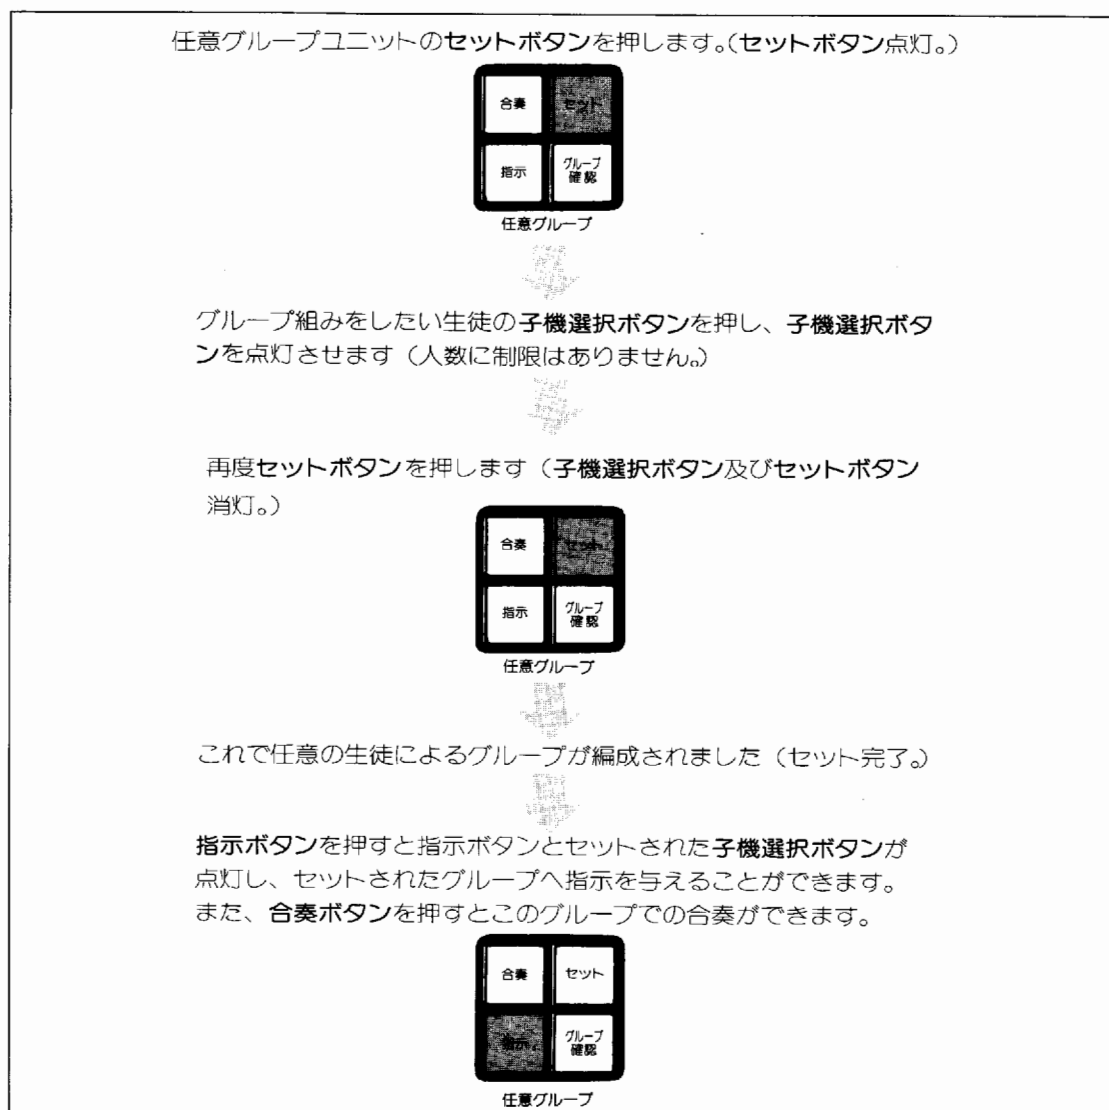 任意グループユニットのセットボタンを押します。(セットボタン点灯。)
合奏 セット
指示 グループ
確認
任意グループ
グループ組みをしたい生徒の子機選択ボタンを押し、子機選択ボタ
ンを点灯させます（人数に制限はありません。）
再度セットボタンを押します（子機選択ボタン及びセットボタン
消灯。）
合奏 セット
指示 グループ
確認
任意グループ
これで任意の生徒によるグループが編成されました（セット完了。）
指示ボタンを押すと指示ボタンとセットされた子機選択ボタンが
点灯し、セットされたグループへ指示を与えることができます。
また、合奏ボタンを押すとこのグループでの合奏ができます。
合奏 セット
指示 グループ
確認
任意グループ